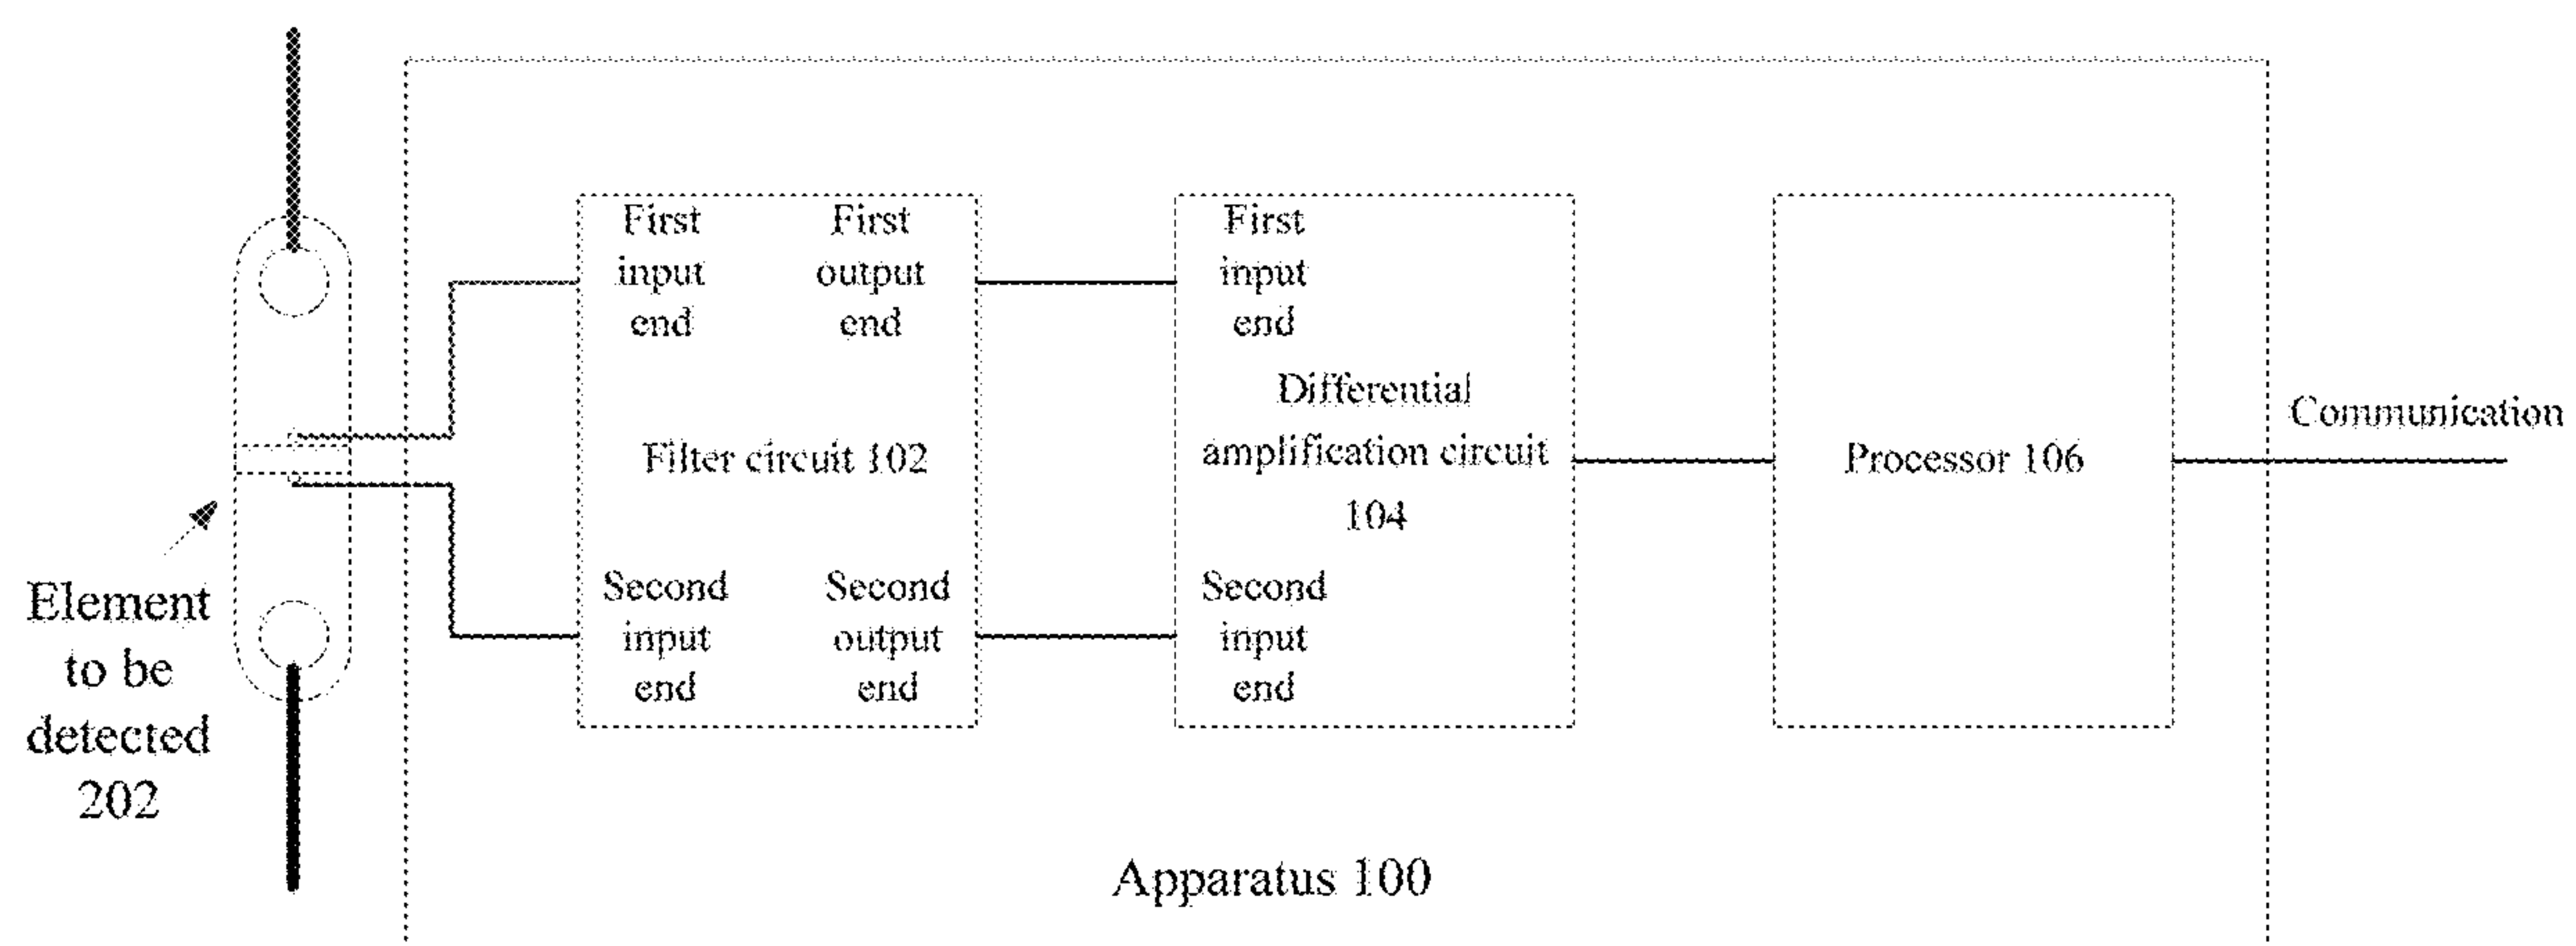 First
input
end
First
output
end
First
input
end
Differential
amplification circuit
104
Filter circuit 102
Processor 106
Communication
Second
input
end
Second
output
end
Second
input
end
Element
to be
detected
202
Apparatus 100